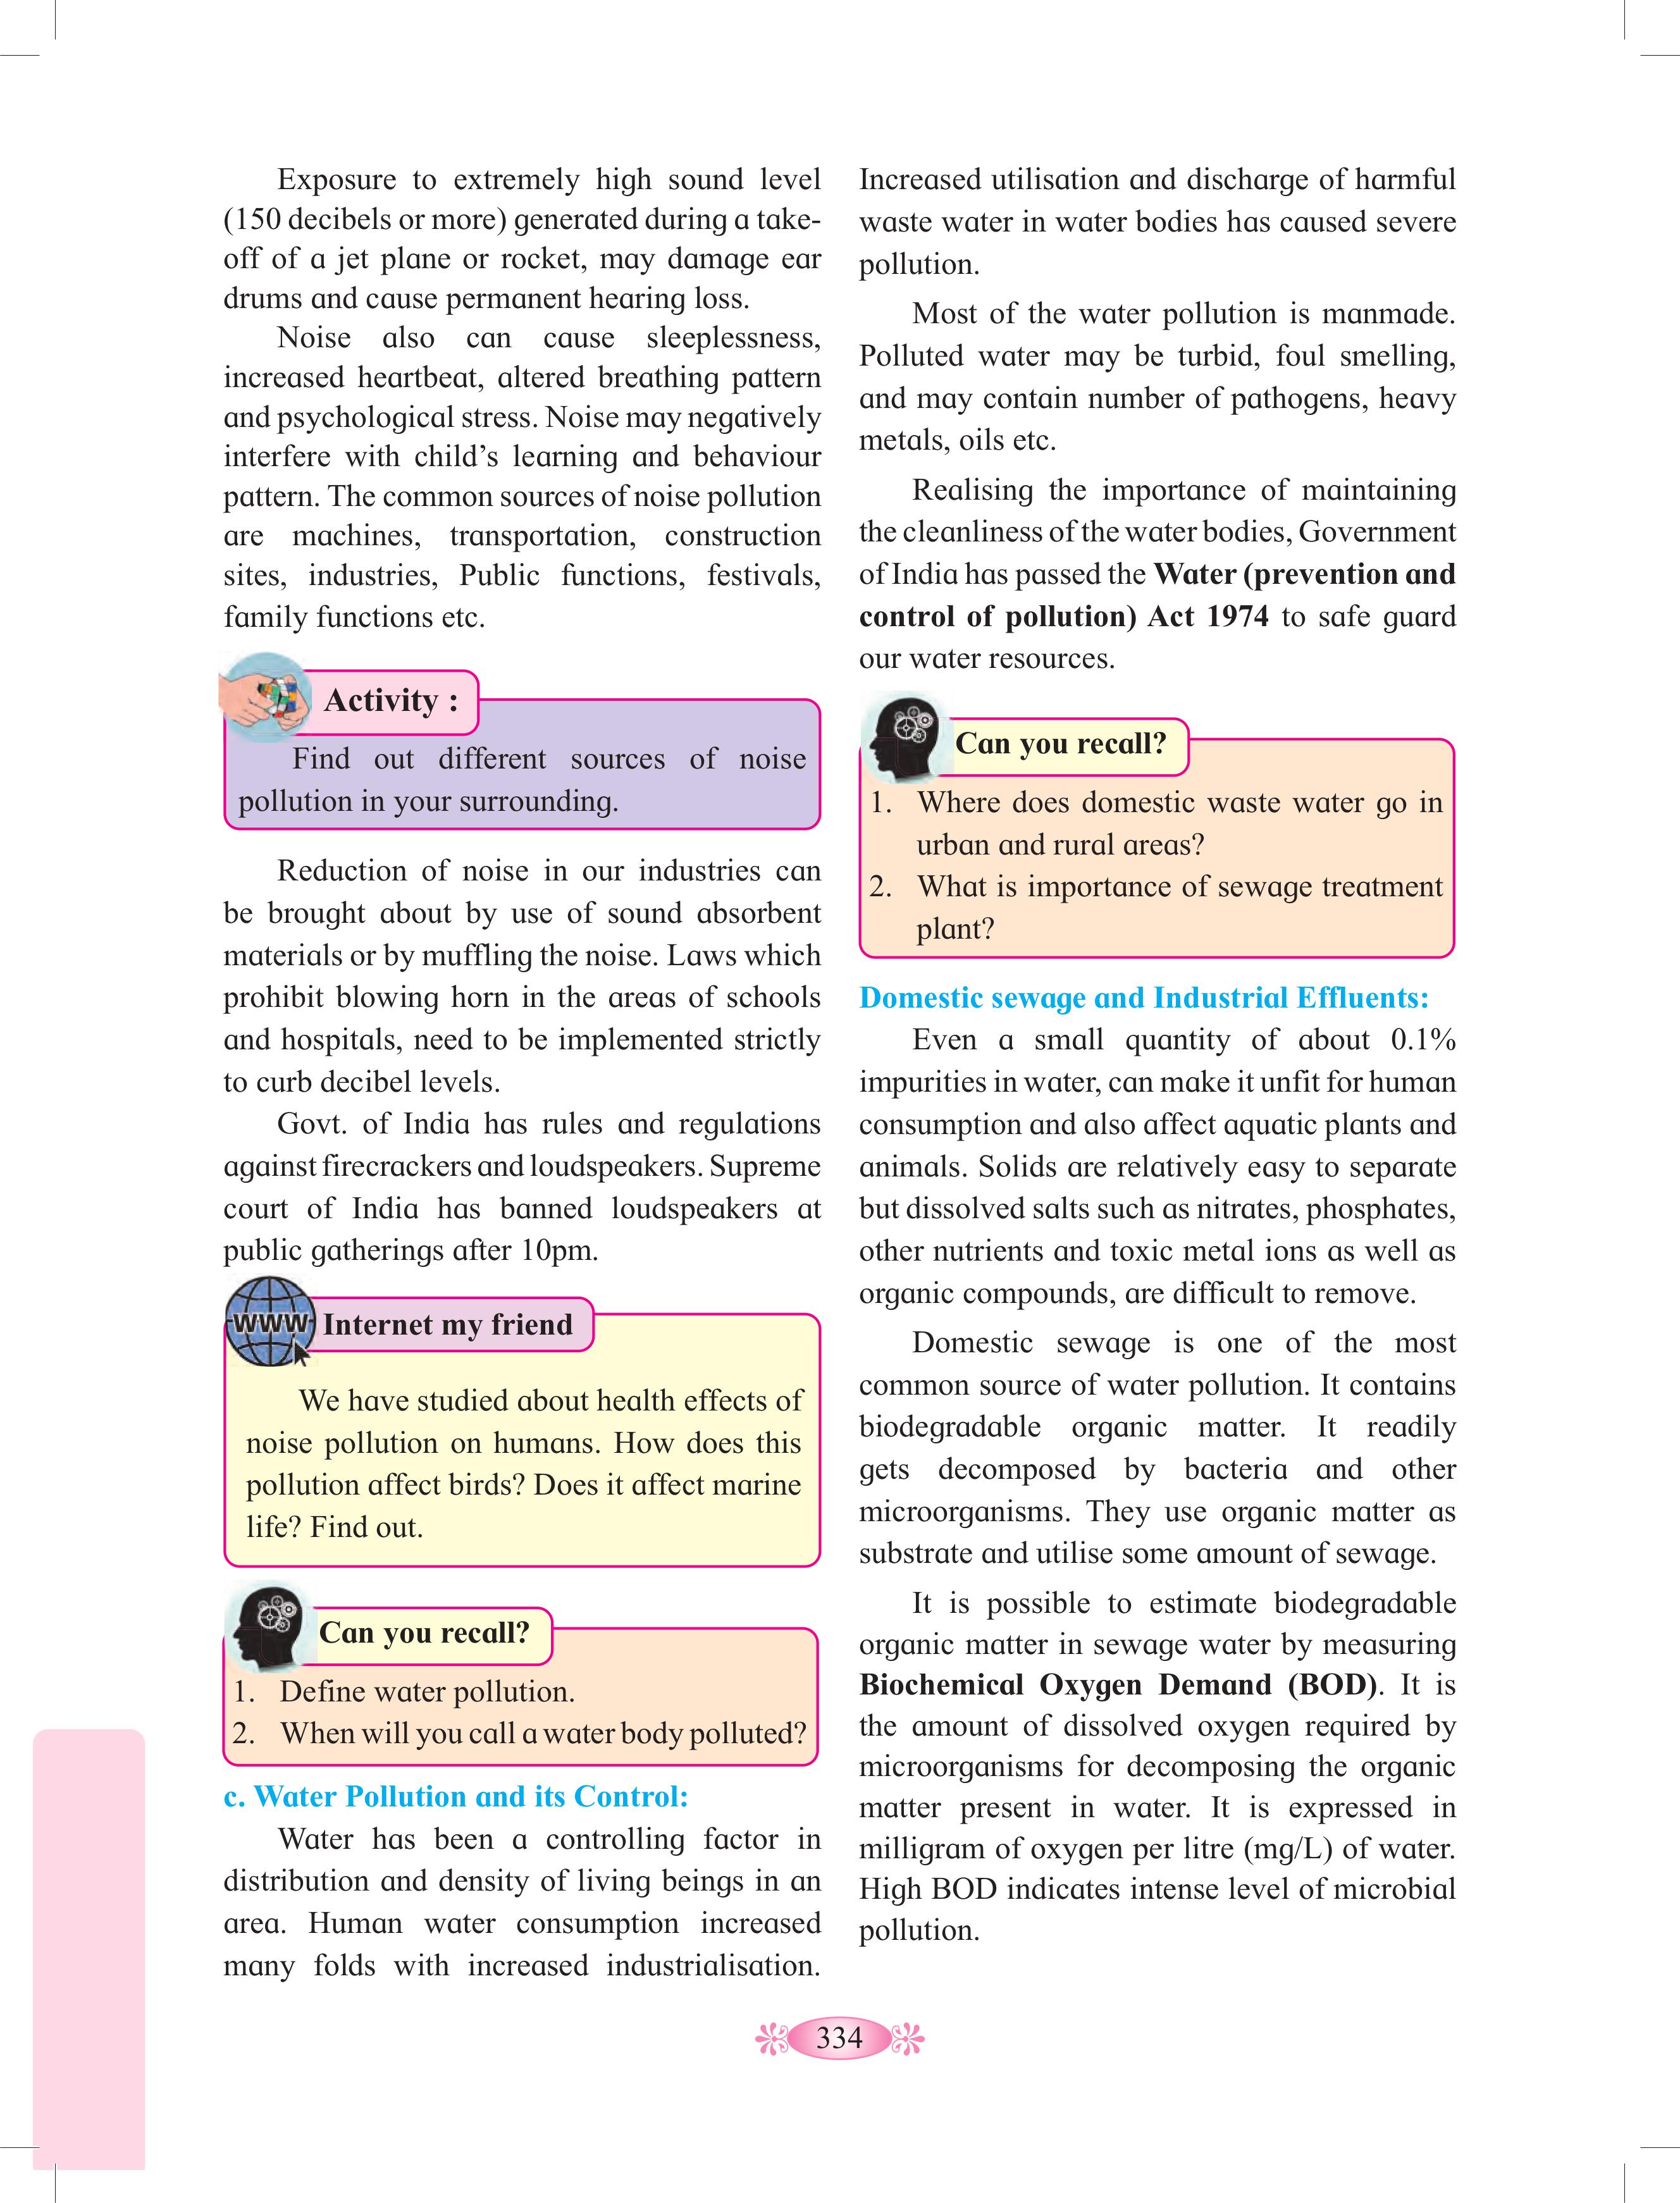 Exposure to extremely high sound level
(150 decibels or more) generated during a take-
off of a jet plane or rocket, may damage ear
drums and cause permanent hearing loss.
Noise also can cause sleeplessness,
increased heartbeat, altered breathing pattern
and psychological stress. Noise may negatively
interfere with child’s learning and behaviour
pattern. The common sources of noise pollution
are machines, transportation, construction
sites, industries, Public functions, festivals,
family functions etc.
Activity :
Find out different sources of noise
pollution in your surrounding.
Reduction of noise in our industries can
be brought about by use of sound absorbent
materials or by muffling the noise. Laws which
prohibit blowing horn in the areas of schools
and hospitals, need to be implemented strictly
to curb decibel levels.
Govt. of India has rules and regulations
against firecrackers and loudspeakers. Supreme
court of India has banned loudspeakers at
public gatherings after 10pm.
WWW Internet my friend
We have studied about health effects of
noise pollution on humans. How does this
pollution affect birds? Does it affect marine
life? Find out.
Can you recall?
1. Define water pollution.
2. When will you call a water body polluted?
c. Water Pollution and its Control:
Water has been a controlling factor in
distribution and density of living beings in an
area. Human water consumption increased
many folds with increased industrialisation.
Increased utilisation and discharge of harmful
waste water in water bodies has caused severe
pollution.
Most of the water pollution is manmade.
Polluted water may be turbid, foul smelling,
and may contain number of pathogens, heavy
metals, oils etc.
Realising the importance of maintaining
the cleanliness of the water bodies, Government
of India has passed the Water (prevention and
control of pollution) Act 1974 to safe guard
our water resources.
Can you recall?
1. Where does domestic waste water go in
urban and rural areas?
2. What is importance of sewage treatment
plant?
Domestic sewage and Industrial Effluents:
Even a small quantity of about 0.1%
impurities in water, can make it unfit for human
consumption and also affect aquatic plants and
animals. Solids are relatively easy to separate
but dissolved salts such as nitrates, phosphates,
other nutrients and toxic metal ions as well as
organic compounds, are difficult to remove.
Domestic sewage is one of the most
common source of water pollution. It contains
biodegradable organic matter. It readily
gets decomposed by bacteria and other
microorganisms. They use organic matter as
substrate and utilise some amount of sewage.
It is possible to estimate biodegradable
organic matter in sewage water by measuring
Biochemical Oxygen Demand (BOD). It is
the amount of dissolved oxygen required by
microorganisms for decomposing the organic
matter present in water. It is expressed in
milligram of oxygen per litre (mg/L) of water.
High BOD indicates intense level of microbial
pollution.
334